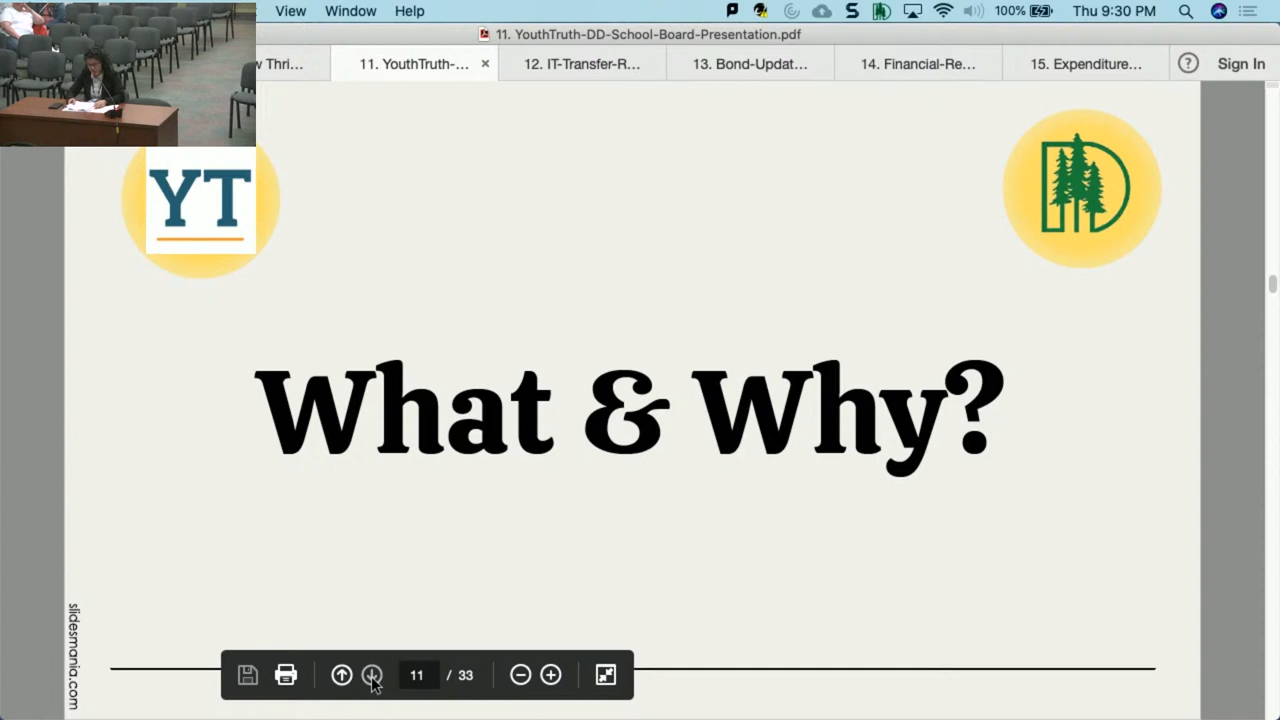 View Window Help
100% Thu 9:30 PM
11. YouthTruth-DD-School-Board-Presentation.pdf
w Thri... 11. YouthTruth-... × 12. IT-Transfer-R... 13. Bond-Updat... 14. Financial-Re... 15. Expenditure... ? Sign In
YT
D
What & Why?
slidesmania.com
11 / 33